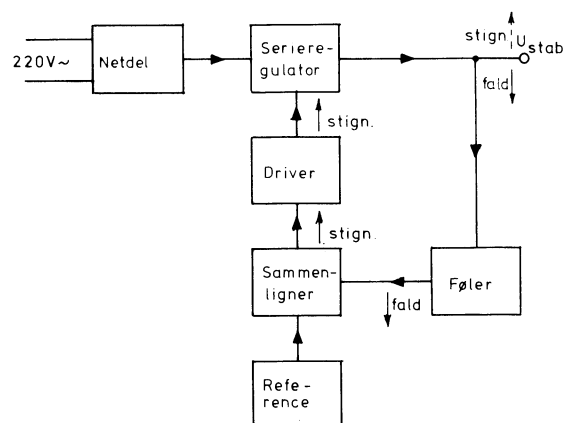 220V~
Netdel
Seriere-
gulator
stign.
U
stab
fald
stign.
Driver
stign.
Sammen-
ligner
fald
Føler
Refe-
rence